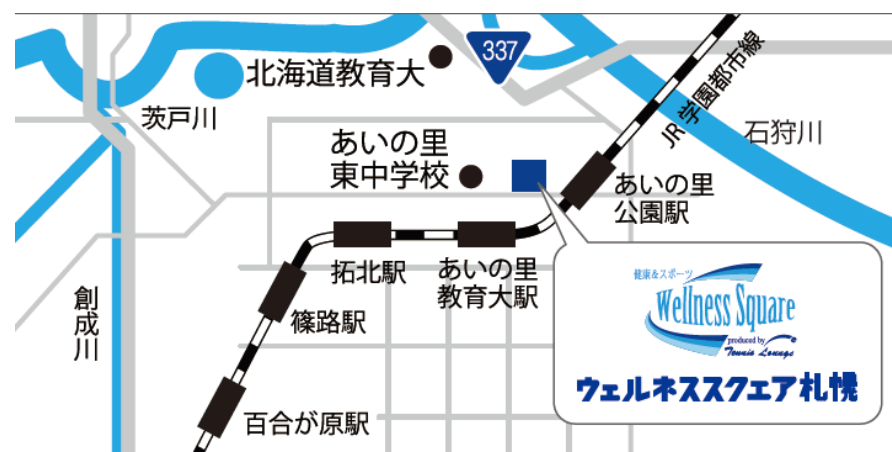 337
北海道教育大
茨戸川
JR 学園都市線
石狩川
あいの里
東中学校
あいの里
公園駅
拓北駅
あいの里
教育大駅
創成川
篠路駅
百合が原駅
健康&スポーツ
Wellness Square
produced by
Tennis Lounge
ウェルネススクエア札幌